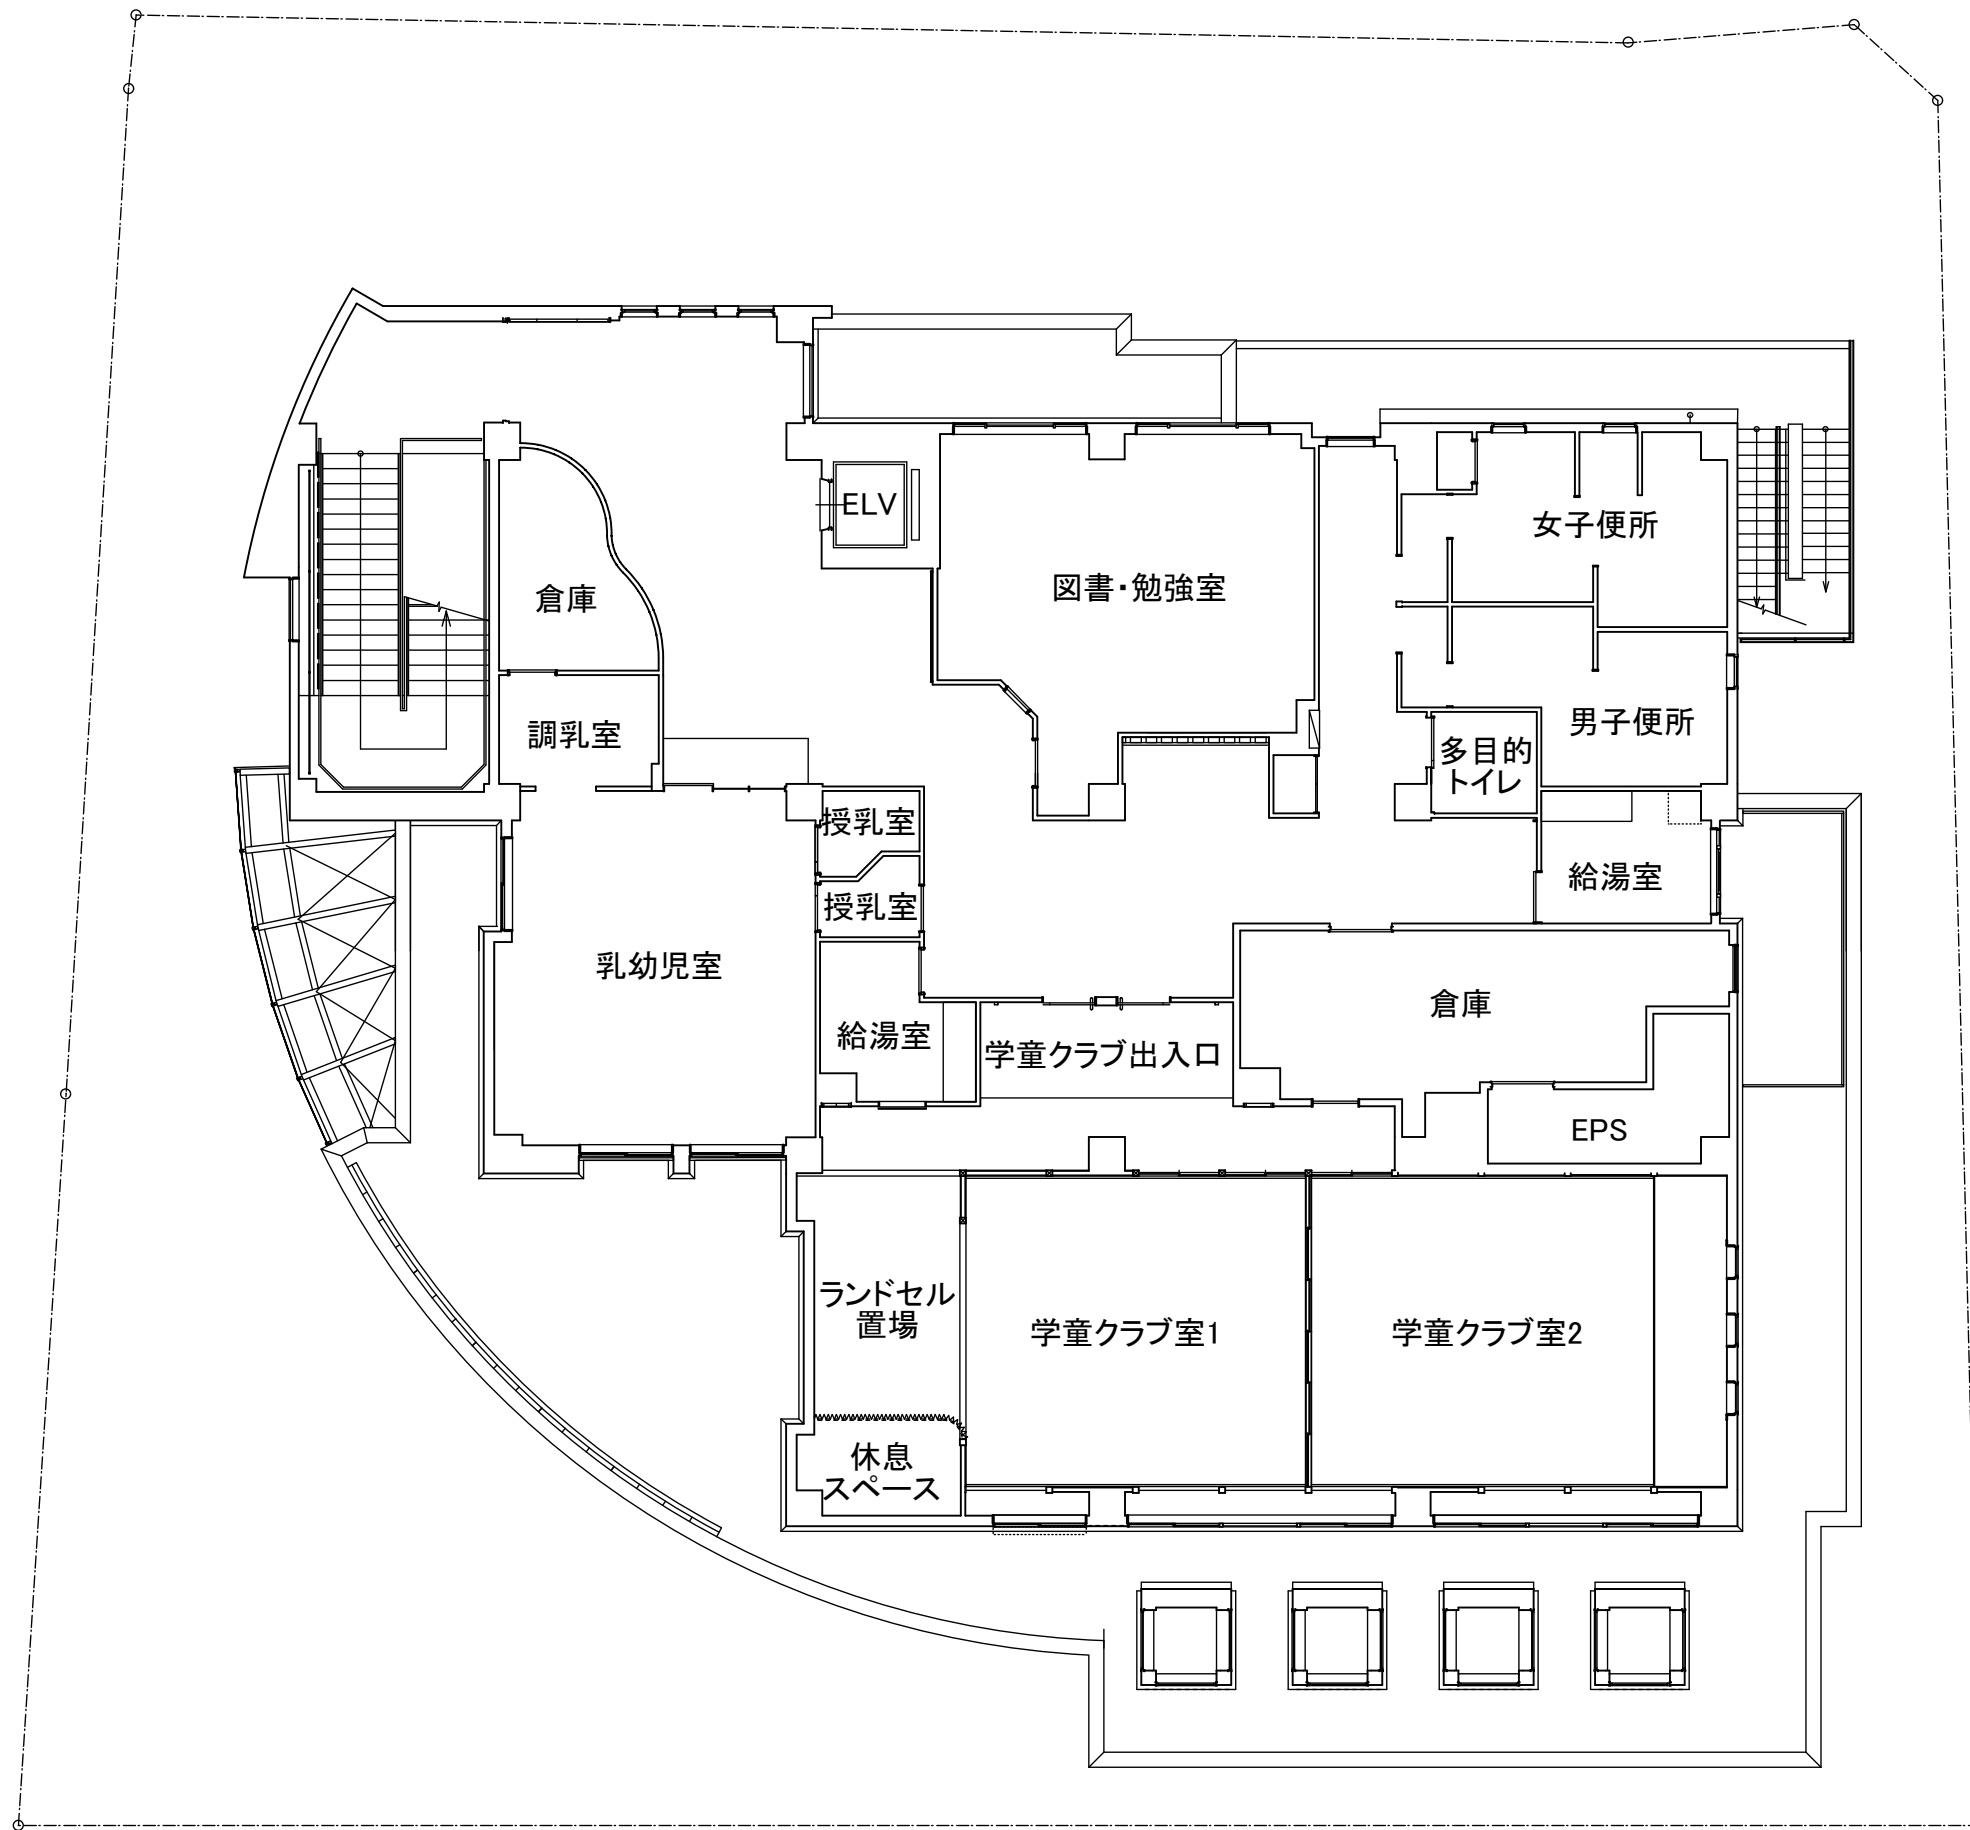 ELV
女子便所
図書・勉強室
倉庫
男子便所
調乳室
多目的
トイレ
授乳室
給湯室
授乳室
乳幼児室
倉庫
給湯室
学童クラブ出入口
EPS
ランドセル
置場
学童クラブ室1
学童クラブ室2
休息
スペース